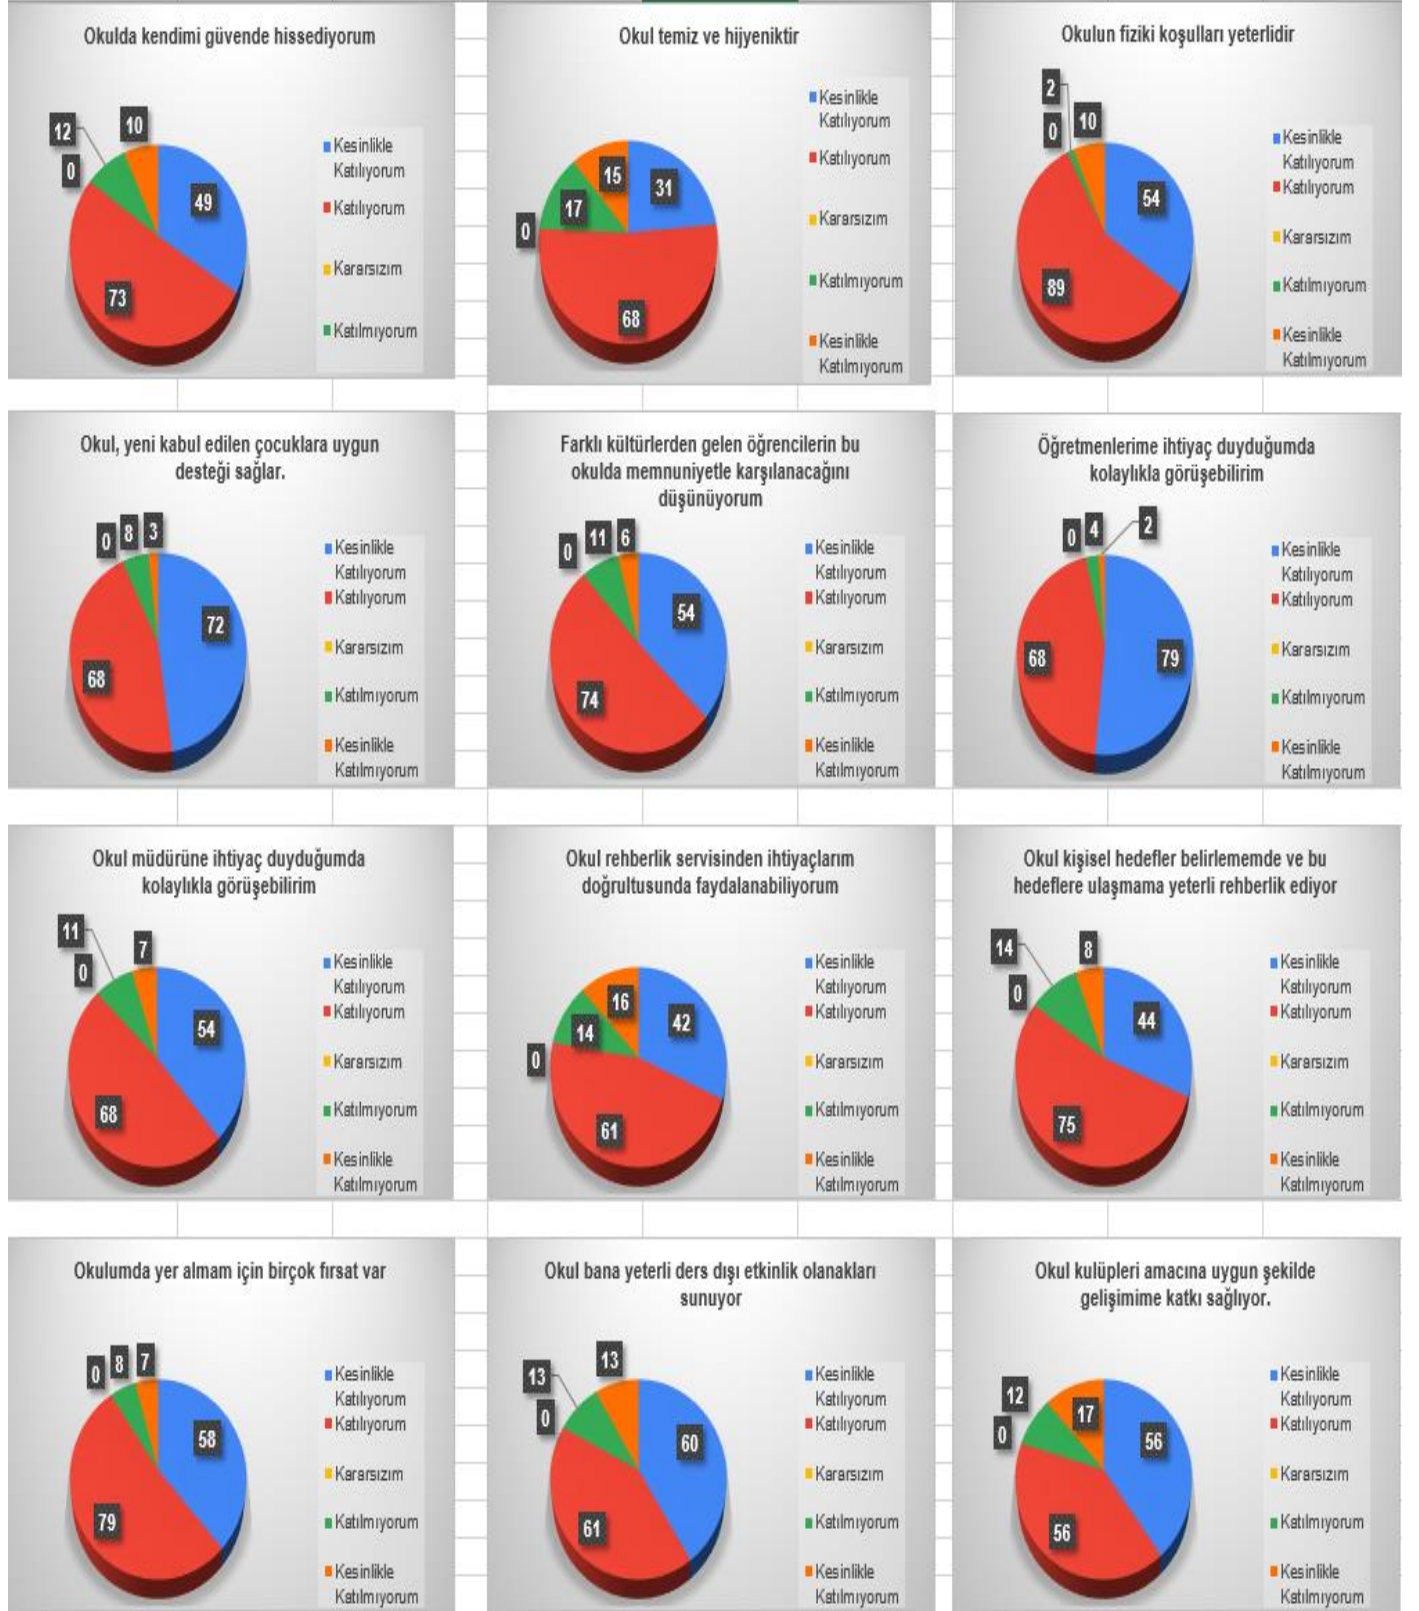 Okulda kendimi güvende hissediyorum
12
10
0
49
73
Kesinlikle
Katılıyorum
Katılıyorum
Kararsızım
Katılmıyorum
Okul temiz ve hijyeniktir
15
31
17
0
68
Kesinlikle
Katılıyorum
Katılıyorum
Kararsızım
Katılmıyorum
Kesinlikle
Katılmıyorum
Okulun fiziki koşulları yeterlidir
2
0
10
54
89
Kesinlikle
Katılıyorum
Katılıyorum
Kararsızım
Katılmıyorum
Kesinlikle
Katılmıyorum
Okul, yeni kabul edilen çocuklara uygun
desteği sağlar.
0
8
3
72
68
Kesinlikle
Katılıyorum
Katılıyorum
Kararsızım
Katılmıyorum
Kesinlikle
Katılmıyorum
Farklı kültürlerden gelen öğrencilerin bu
okulda memnuniyetle karşılanacağını
düşünüyorum
0
11
6
54
74
Kesinlikle
Katılıyorum
Katılıyorum
Kararsızım
Katılmıyorum
Kesinlikle
Katılmıyorum
Öğretmenlerime ihtiyaç duyduğumda
kolaylıkla görüşebilirim
0
4
2
68
79
Kesinlikle
Katılıyorum
Katılıyorum
Kararsızım
Katılmıyorum
Kesinlikle
Katılmıyorum
Okul müdürüne ihtiyaç duyduğumda
kolaylıkla görüşebilirim
11
0
7
54
68
Kesinlikle
Katılıyorum
Katılıyorum
Kararsızım
Katılmıyorum
Kesinlikle
Katılmıyorum
Okul rehberlik servisinden ihtiyaçlarım
doğrultusunda faydalanabiliyorum
16
42
14
0
61
Kesinlikle
Katılıyorum
Katılıyorum
Kararsızım
Katılmıyorum
Kesinlikle
Katılmıyorum
Okul kişisel hedefler belirlememde ve bu
hedeflere ulaşmama yeterli rehberlik ediyor
14
8
0
44
75
Kesinlikle
Katılıyorum
Katılıyorum
Kararsızım
Katılmıyorum
Kesinlikle
Katılmıyorum
Okulumda yer almam için birçok fırsat var
0
8
7
58
79
Kesinlikle
Katılıyorum
Katılıyorum
Kararsızım
Katılmıyorum
Kesinlikle
Katılmıyorum
Okul bana yeterli ders dışı etkinlik olanakları
sunuyor
13
13
0
60
61
Kesinlikle
Katılıyorum
Katılıyorum
Kararsızım
Katılmıyorum
Kesinlikle
Katılmıyorum
Okul kulüpleri amacına uygun şekilde
gelişimime katkı sağlıyor.
12
0
17
56
56
Kesinlikle
Katılıyorum
Katılıyorum
Kararsızım
Katılmıyorum
Kesinlikle
Katılmıyorum